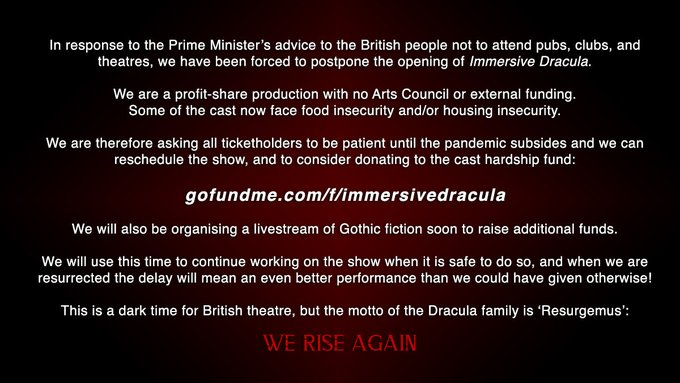 In response to the Prime Minister's advice to the British people not to attend pubs, clubs, and
theatres, we have been forced to postpone the opening of Immersive Dracula.
We are a profit-share production with no Arts Council or external funding.
Some of the cast now face food insecurity and/or housing insecurity.
We are therefore asking all ticketholders to be patient until the pandemic subsides and we can
reschedule the show, and to consider donating to the cast hardship fund:
gofundme.com/f/immersivedracula
We will also be organising a livestream of Gothic fiction soon to raise additional funds.
We will use this time to continue working on the show when it is safe to do so, and when we are
resurrected the delay will mean an even better performance than we could have given otherwise!
This is a dark time for British theatre, but the motto of the Dracula family is 'Resurgemus':
WE RISE AGAIN